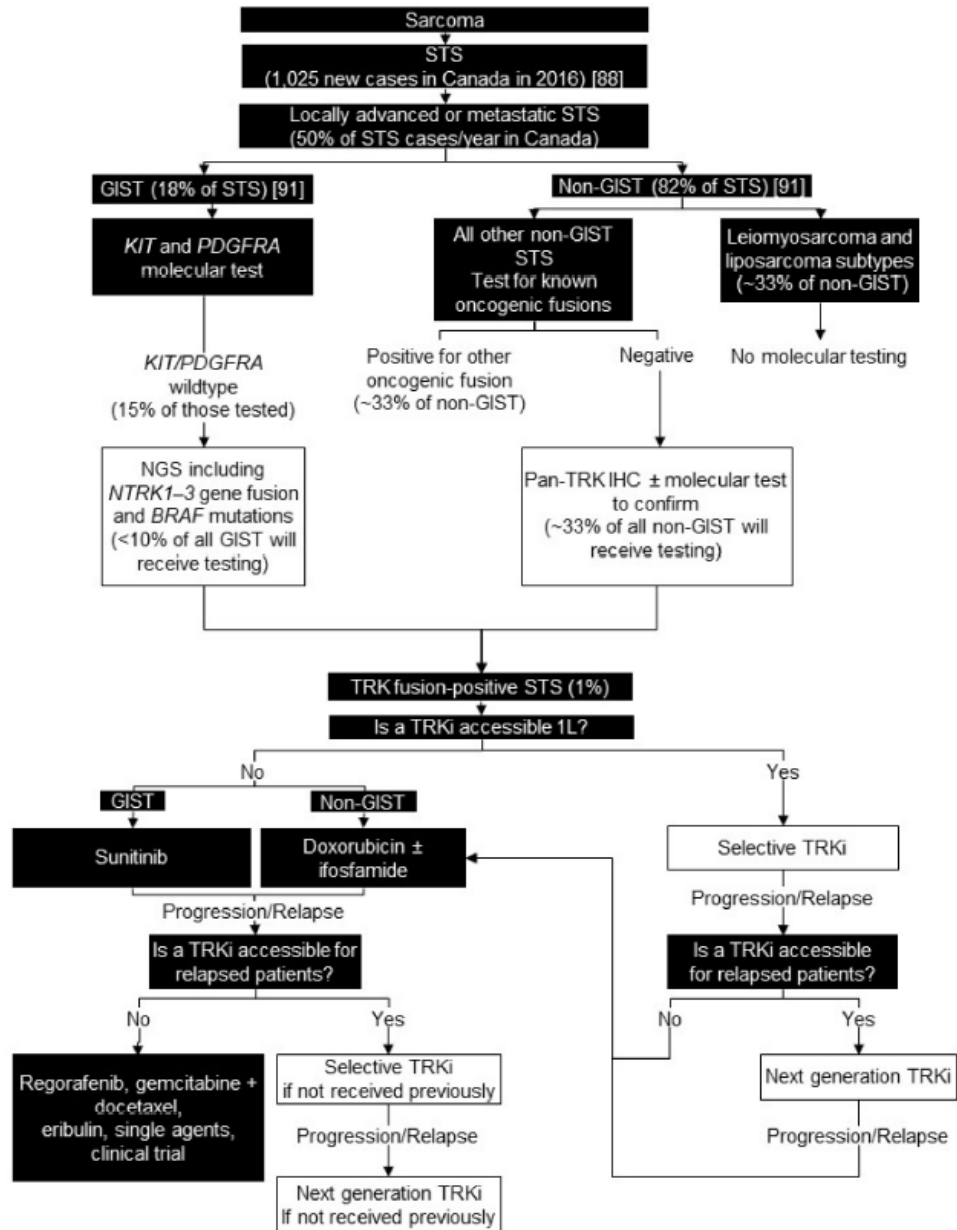 Sarcoma
STS
(1,025 new cases in Canada in 2016) [88]
Locally advanced or metastatic STS
(50% of STS cases/year in Canada)
GIST (18% of STS) [91]
Non-GIST (82% of STS) [91]
KIT and PDGFRA
molecular test
All other non-GIST
STS
Test for known
oncogenic fusions
Leiomyosarcoma and
liposarcoma subtypes
(~33% of non-GIST)
KIT/PDGFRA
wildtype
(15% of those tested)
Positive for other
oncogenic fusion
(~33% of non-GIST)
Negative
No molecular testing
NGS including
NTRK1–3 gene fusion
and BRAF mutations
(<10% of all GIST will
receive testing)
Pan-TRK IHC ± molecular test
to confirm
(~33% of all non-GIST will
receive testing)
TRK fusion-positive STS (1%)
Is a TRKi accessible 1L?
No
Yes
GIST
Non-GIST
Sunitinib
Doxorubicin ±
ifosfamide
Selective TRKi
Progression/Relapse
Progression/Relapse
Is a TRKi accessible for
relapsed patients?
Is a TRKi accessible
for relapsed patients?
No
Yes
No
Yes
Regorafenib, gemcitabine +
docetaxel,
eribulin, single agents,
clinical trial
Selective TRKi
if not received previously
Next generation TRKi
Progression/Relapse
Progression/Relapse
Next generation TRKi
If not received previously